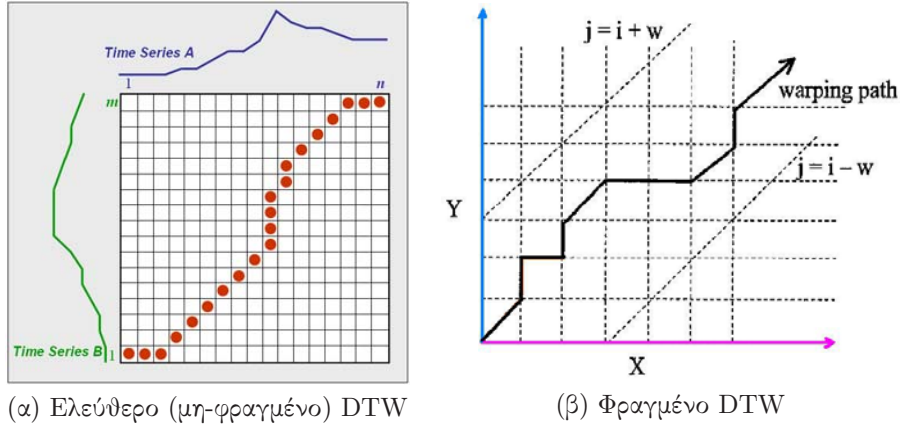 Time Series A
1
n
m
Time Series B
1
(α) Ελεύθερο (μη-φραγμένο) DTW
j = i + w
warping path
j = i – w
Y
X
(β) Φραγμένο DTW